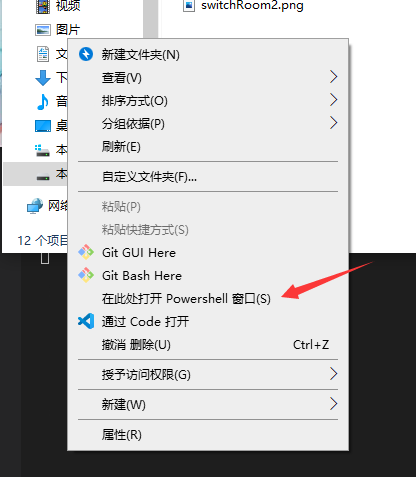 视频
switchRoom2.png
图片
文
下
音
桌
本
本
网络
12 个项目
新建文件夹(N)
查看(V)
排序方式(O)
分组依据(P)
刷新(E)
自定义文件夹(F)...
粘贴(P)
粘贴快捷方式(S)
Git GUI Here
Git Bash Here
在此处打开 Powershell 窗口(S)
通过 Code 打开
撤消 删除(U) Ctrl+Z
授予访问权限(G)
新建(W)
属性(R)